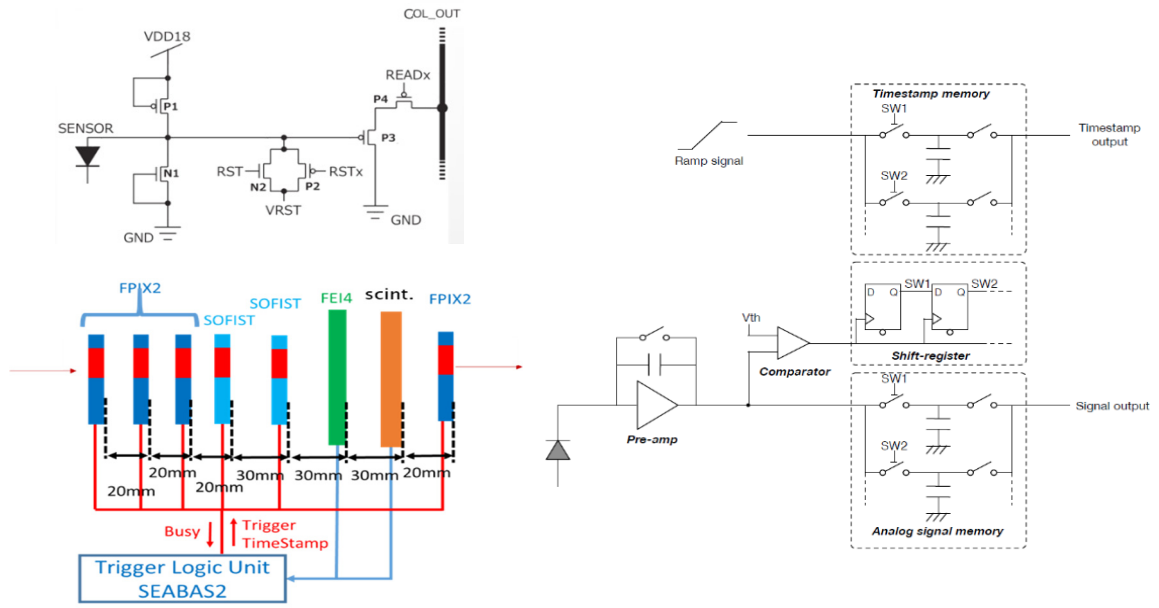 COL_OUT
VDD18
READx
P1
P4
SENSOR
P3
N1
RST
RSTx
N2
P2
VRST
GND
GND
FPIX2
SOFIST
SOFIST
FEI4
scint.
FPIX2
20mm
20mm
20mm
30mm
30mm
30mm
20mm
Busy
Trigger
TimeStamp
Trigger Logic Unit
SEABAS2
Timestamp memory
SW1
Ramp signal
Timestamp
output
SW2
D Q
SW1
D Q
SW2
Vth
Comparator
Shift-register
Pre-amp
SW1
Signal output
SW2
Analog signal memory